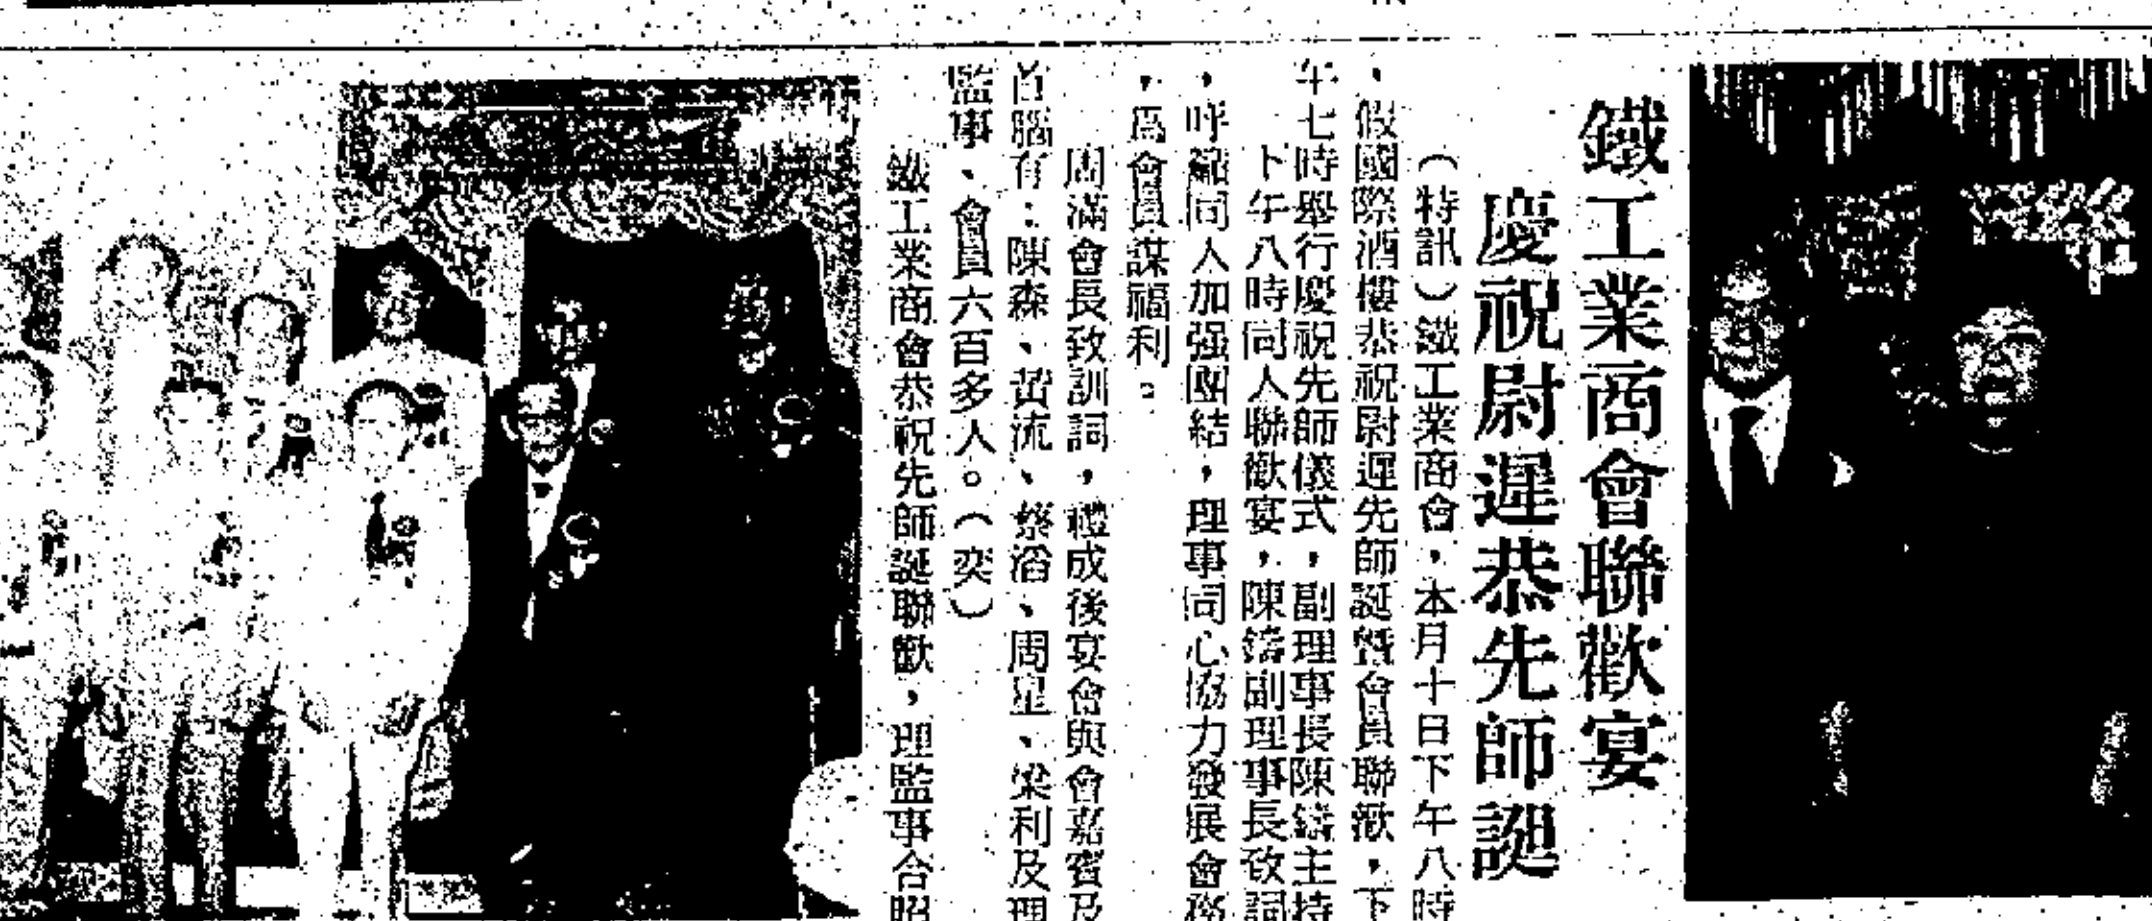 鐵工業商會聯歡宴
慶祝尉遲恭先師誕
（特訊）鐵工業商會，本月十日下午八時
，假國際酒樓恭祝尉遲先師誕暨會員聯歡，下
午七時舉行慶祝先師儀式，副理事長陳鑄主持
下午八時同人聯歡宴，陳鑄副理事長致詞
，呼籲同人加强團結，理事同心協力發展會務
，爲會員謀福利。
周滿會長致訓詞，禮成後宴會與會嘉賓及
首腦有：陳森、黃流、蔡滔、周星、梁利及理
監事、會員六百多人。（奕）
鐵工業商會恭祝先師誕聯歡，理監事合照